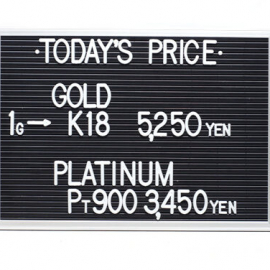 ·TODAY'S PRICE·
GOLD
1G→ K18 5,250 YEN
PLATINUM
PT900 3,450 YEN